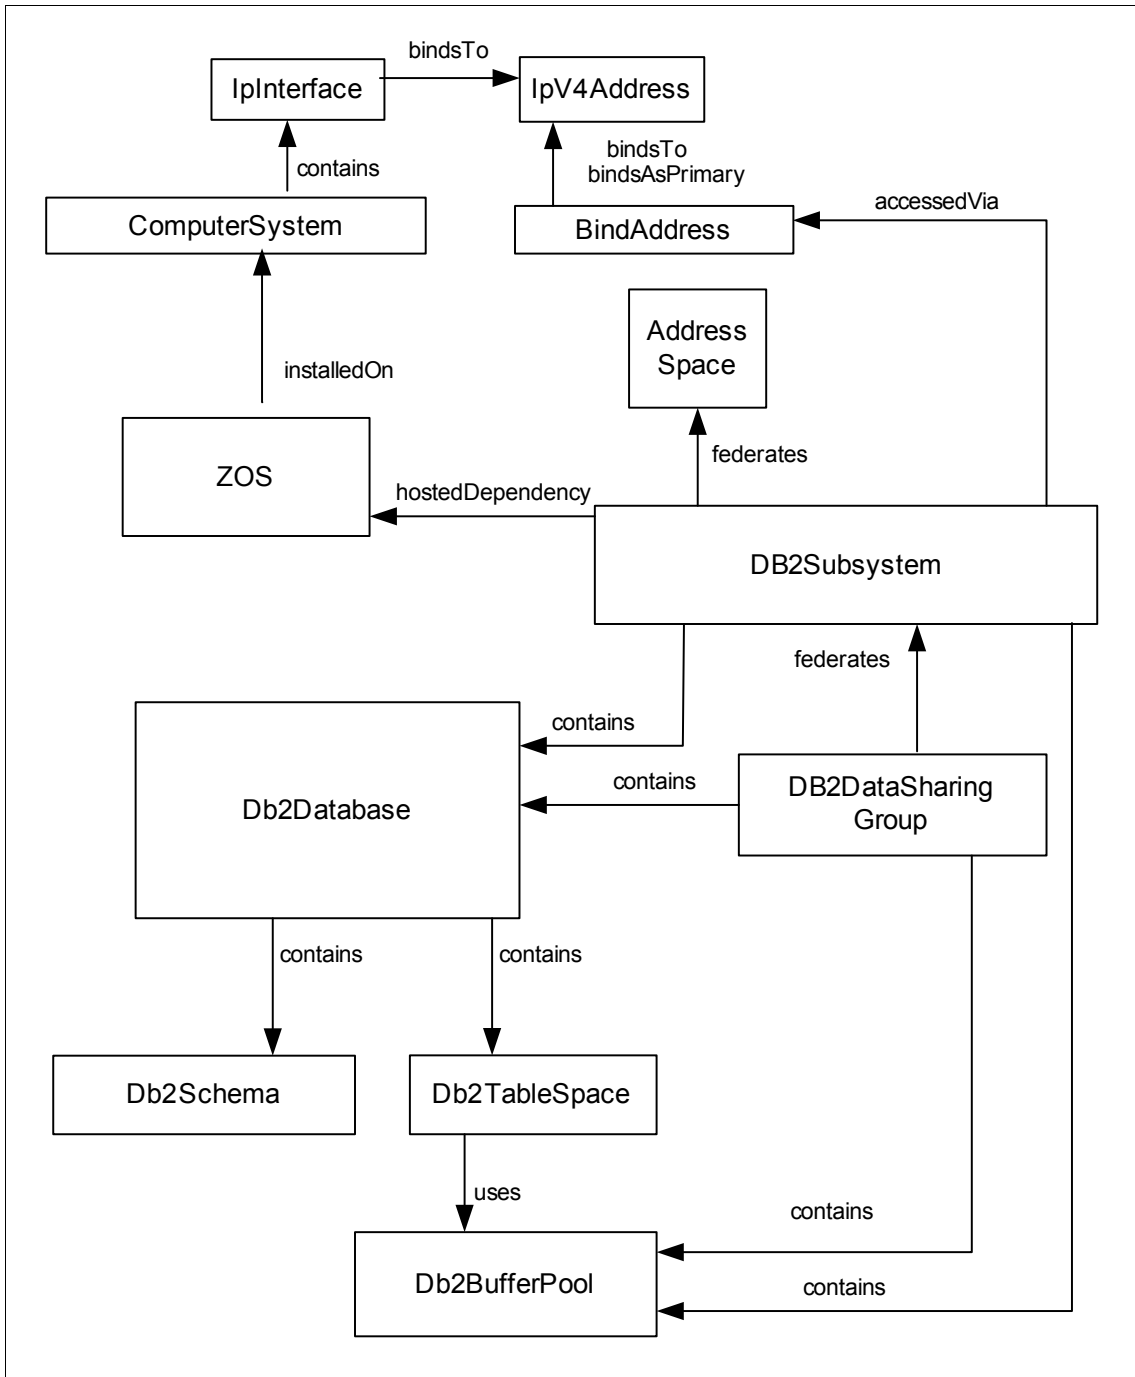 bindsTo
IpInterface
IpV4Address
bindsTo
bindsAsPrimary
contains
accessedVia
ComputerSystem
BindAddress
Address
Space
installedOn
federates
ZOS
hostedDependency
DB2Subsystem
federates
contains
contains
DB2DataSharing
Group
Db2Database
contains
contains
Db2Schema
Db2TableSpace
uses
contains
Db2BufferPool
contains